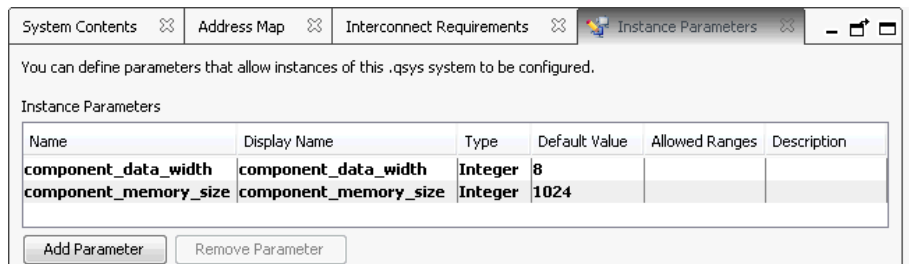 System Contents Address Map Interconnect Requirements Instance Parameters
You can define parameters that allow instances of this .qsys system to be configured.
Instance Parameters
Name Display Name Type Default Value Allowed Ranges Description
component_data_width component_data_width Integer 8
component_memory_size component_memory_size Integer 1024
Add Parameter Remove Parameter